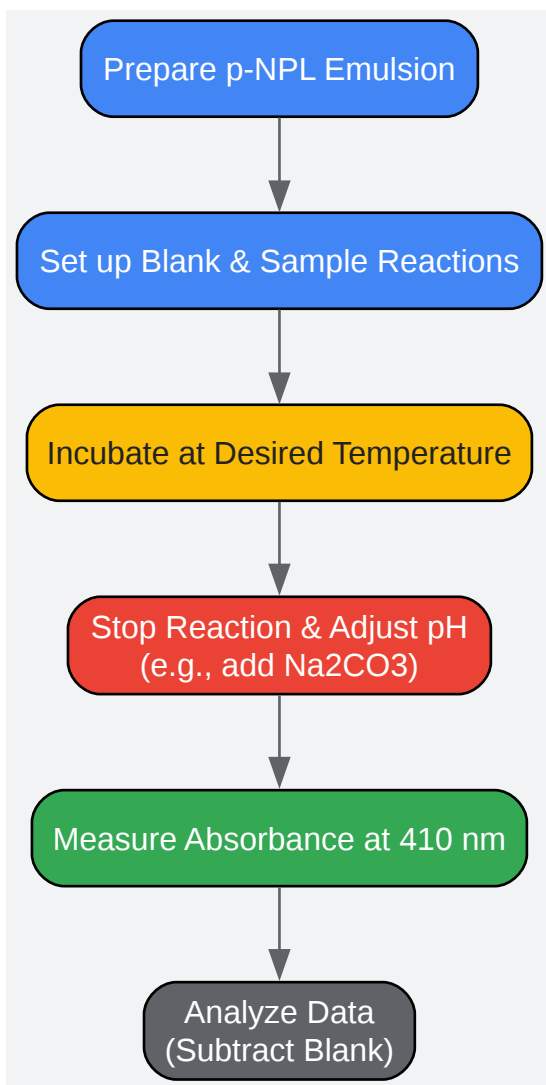 Prepare p-NPL Emulsion
Set up Blank & Sample Reactions
Incubate at Desired Temperature
Stop Reaction & Adjust pH
(e.g., add Na2CO3)
Measure Absorbance at 410 nm
Analyze Data
(Subtract Blank)